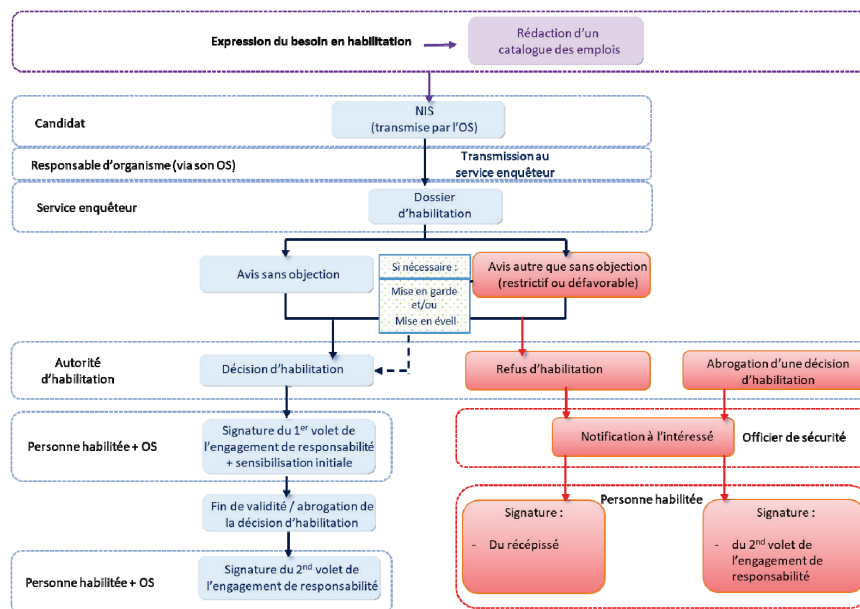 Expression du besoin en habilitation
Rédaction d'un
catalogue des emplois
Candidat
NIS
(transmise par l'OS)
Responsable d'organisme (via son OS)
Transmission au
service enquêteur
Service enquêteur
Dossier
d'habilitation
Avis sans objection
Si nécessaire :
Mise en garde
et/ou
Mise en éveil
Avis autre que sans objection
(restrictif ou défavorable)
Autorité
d'habilitation
Décision d'habilitation
Refus d'habilitation
Abrogation d'une décision
d'habilitation
Personne habilitée + OS
Signature du 1er volet de
l'engagement de responsabilité
+ sensibilisation initiale
Notification à l'intéressé
Officier de sécurité
Fin de validité / abrogation de
la décision d'habilitation
Personne habilitée
Signature :
- Du récépissé
Signature :
- du 2nd volet de
l'engagement de
responsabilité
Personne habilitée + OS
Signature du 2nd volet de
l'engagement de responsabilité